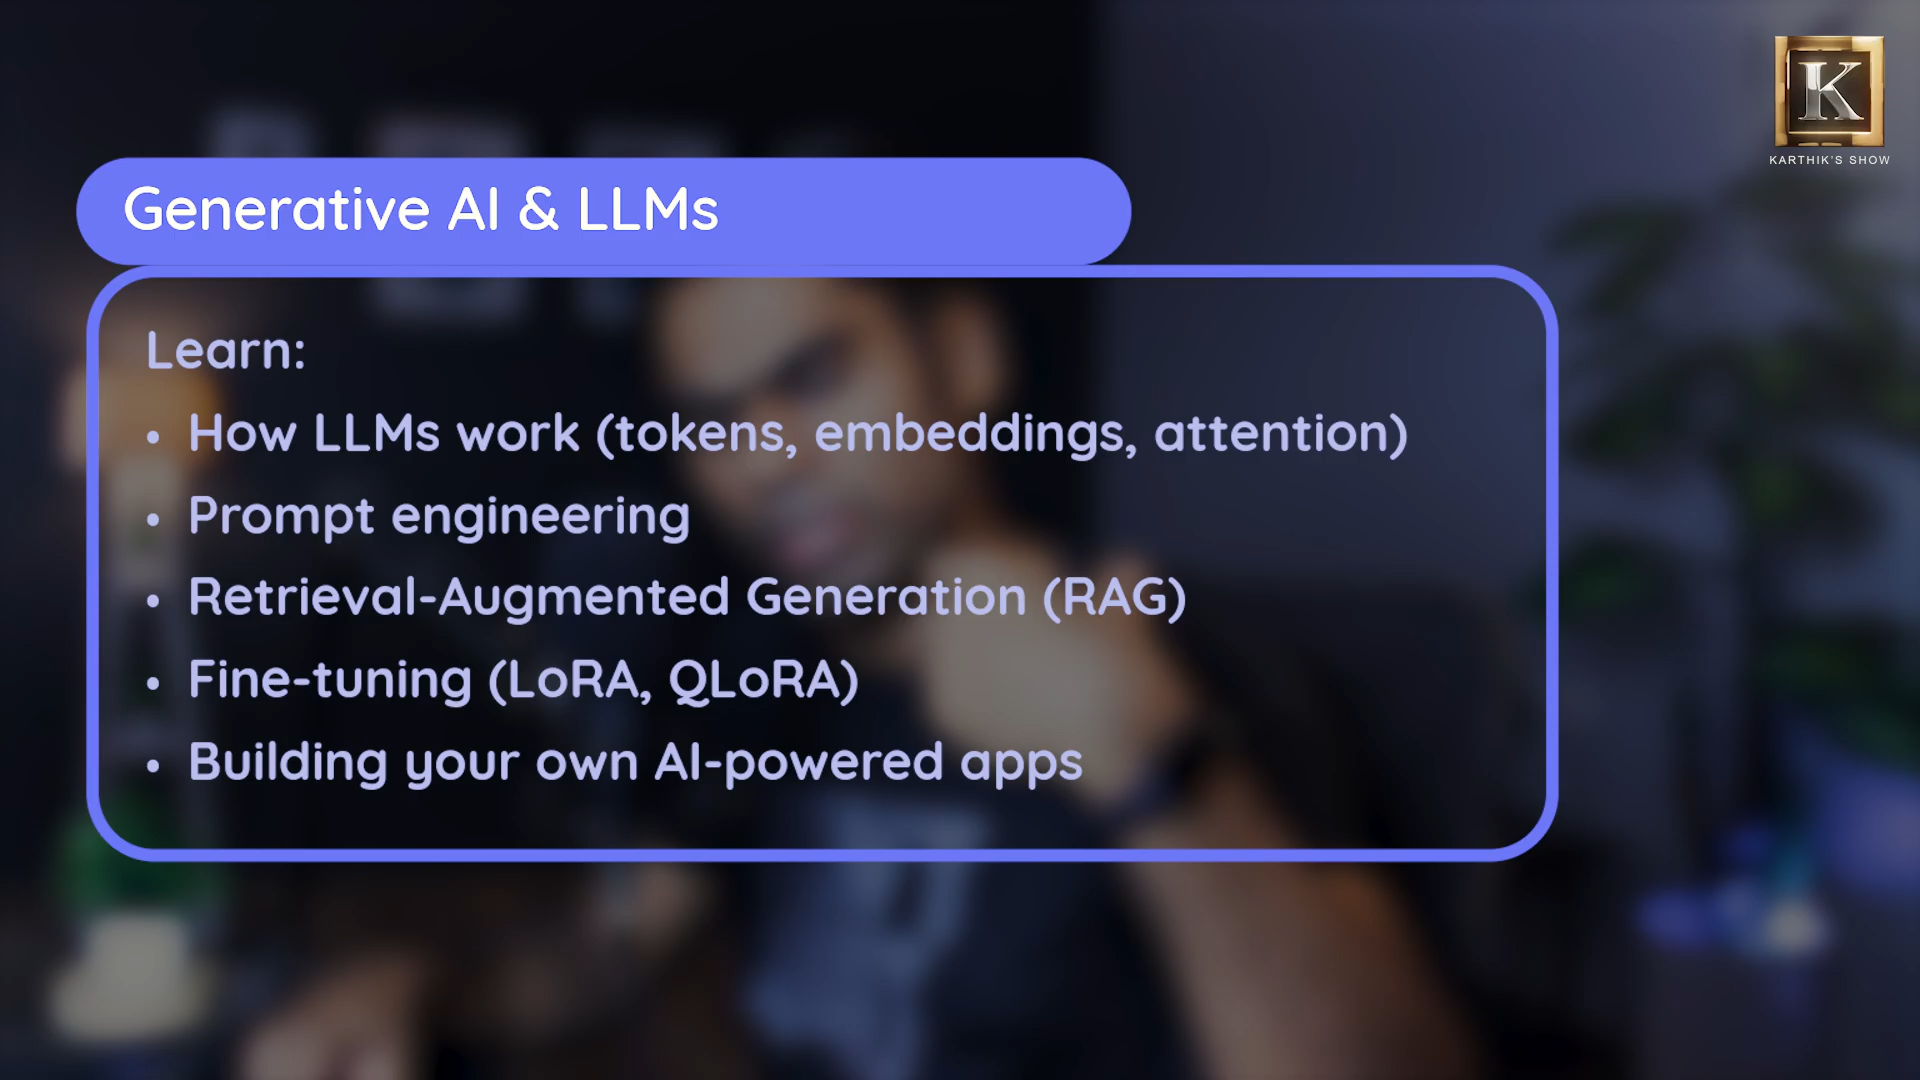 K
KARTHIK'S SHOW
Generative AI & LLMs
Learn:
• How LLMs work (tokens, embeddings, attention)
• Prompt engineering
• Retrieval-Augmented Generation (RAG)
• Fine-tuning (LoRA, QLoRA)
• Building your own AI-powered apps